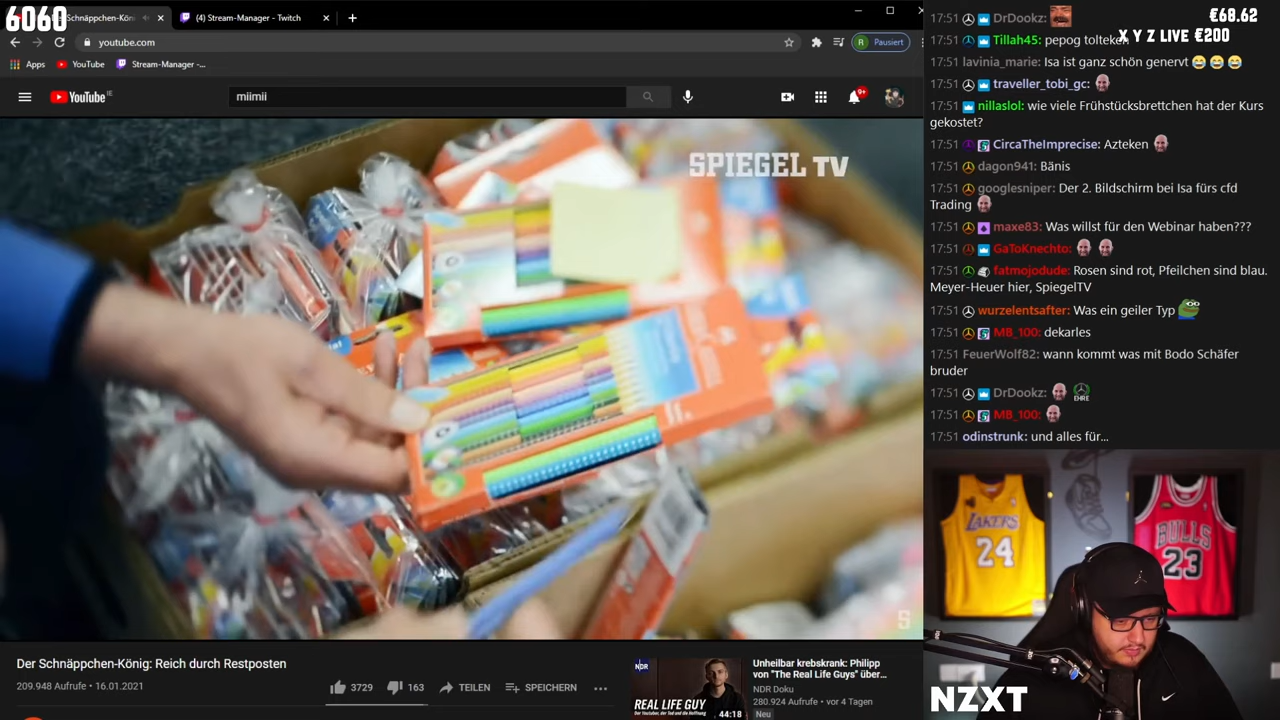 6060
Schnäppchen-Köni
(4) Stream-Manager - Twitch
youtube.com
R
Pausiert
Apps
YouTube
Stream-Manager -...
YouTube IE
miimii
9+
SPIEGEL TV
Der Schnäppchen-König: Reich durch Restposten
209.948 Aufrufe • 16.01.2021
3729
163
TEILEN
SPEICHERN
NDR
REAL LIFE GUY
44:18
Unheilbar krebskrank: Philipp
von "The Real Life Guys" über...
NDR Doku
280.924 Aufrufe • vor 4 Tagen
Neu
€68.62
X Y Z LIVE €200
17:51 DrDookz:
17:51 Tillah45: pepog tolteken
17:51 lavinia_marie: Isa ist ganz schön genervt 😂 😂 😂
17:51 traveller_tobi_gc:
17:51 nillaslol: wie viele Frühstücksbrettchen hat der Kurs
gekostet?
17:51 CircaTheImprecise: Azteken
17:51 dagon941: Bänis
17:51 googlesniper: Der 2. Bildschirm bei Isa fürs cfd
Trading
17:51 maxe83: Was willst für den Webinar haben???
17:51 GaToKnechto:
17:51 fatmojodude: Rosen sind rot, Pfeilchen sind blau.
Meyer-Heuer hier, SpiegelTV
17:51 wurzelentsafter: Was ein geiler Typ
17:51 MB_100: dekarles
17:51 FeuerWolf82: wann kommt was mit Bodo Schäfer
bruder
17:51 DrDookz: EHRE
17:51 MB_100:
17:51 odinstrunk: und alles für...
LAKERS
24
BULLS
23
NZXT